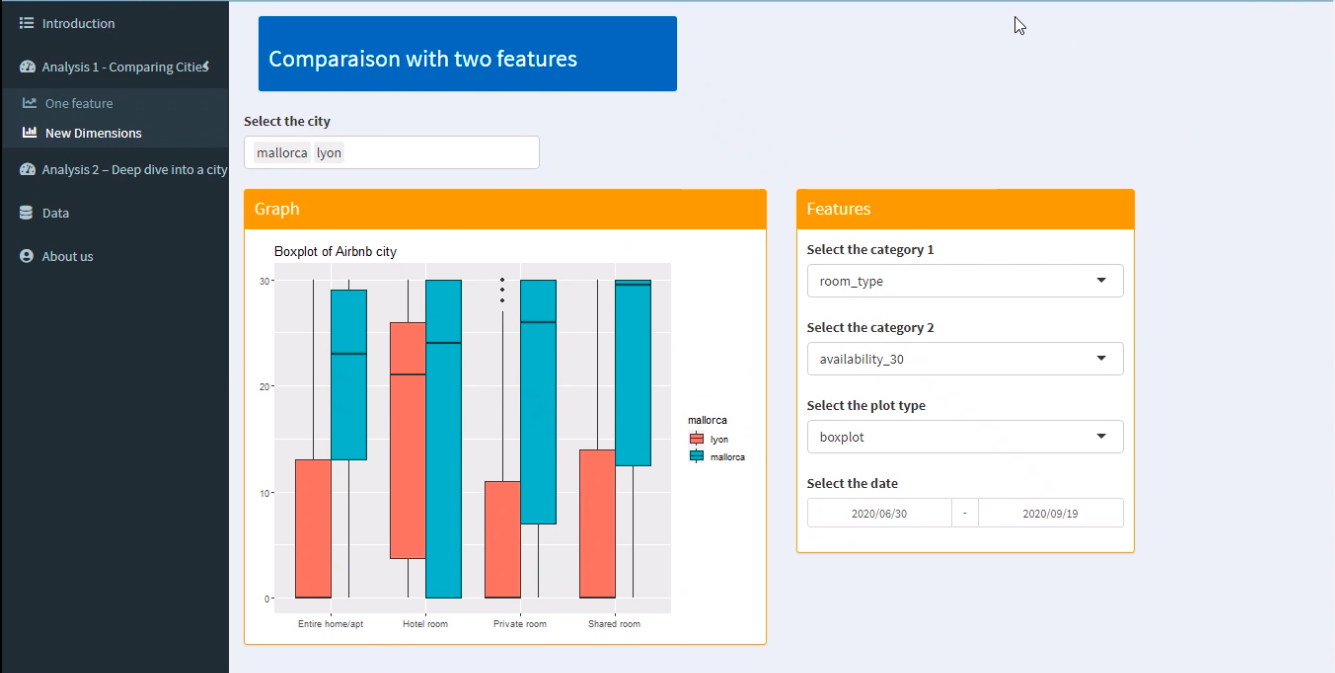 Introduction
Analysis 1 - Comparing Cities
One feature
New Dimensions
Analysis 2 – Deep dive into a city
Data
About us
Comparaison with two features
Select the city
mallorca lyon
Graph
Boxplot of Airbnb city
30
20
10
0
Entire home/apt Hotel room Private room Shared room
mallorca
lyon
mallorca
Features
Select the category 1
room_type
Select the category 2
availability_30
Select the plot type
boxplot
Select the date
2020/06/30 - 2020/09/19